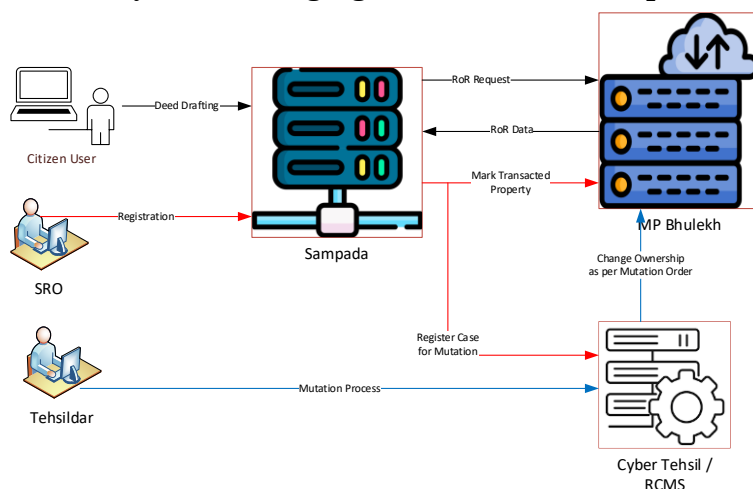 RoR Request
Deed Drafting
RoR Data
Citizen User
Mark Transacted
Property
Registration
MP Bhulekh
Sampada
Change Ownership
as per Mutation Order
SRO
Register Case
for Mutation
Mutation Process
Tehsildar
Cyber Tehsil /
RCMS